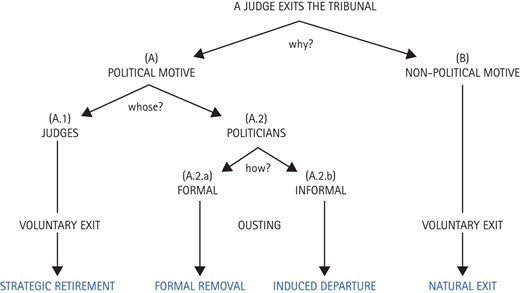 A JUDGE EXITS THE TRIBUNAL
why?
(A)
POLITICAL MOTIVE
(B)
NON-POLITICAL MOTIVE
whose?
(A.1)
JUDGES
(A.2)
POLITICIANS
how?
(A.2.a)
FORMAL
(A.2.b)
INFORMAL
VOLUNTARY EXIT
OUSTING
VOLUNTARY EXIT
STRATEGIC RETIREMENT
FORMAL REMOVAL
INDUCED DEPARTURE
NATURAL EXIT